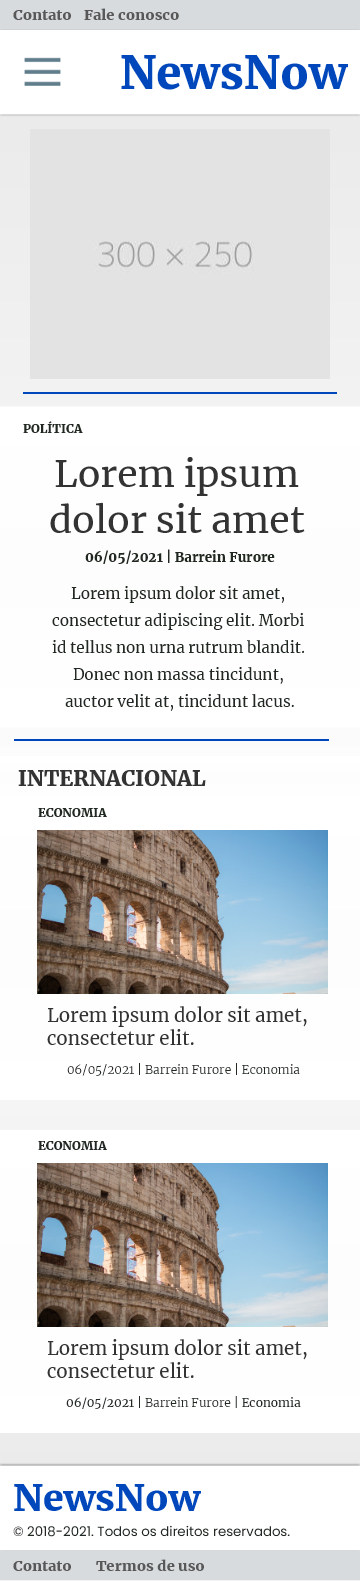 Contato Fale conosco
NewsNow
300 × 250
POLÍTICA
Lorem ipsum
dolor sit amet
06/05/2021 | Barrein Furore
Lorem ipsum dolor sit amet,
consectetur adipiscing elit. Morbi
id tellus non urna rutrum blandit.
Donec non massa tincidunt,
auctor velit at, tincidunt lacus.
INTERNACIONAL
ECONOMIA
Lorem ipsum dolor sit amet,
consectetur elit.
06/05/2021 | Barrein Furore | Economia
ECONOMIA
Lorem ipsum dolor sit amet,
consectetur elit.
06/05/2021 | Barrein Furore | Economia
NewsNow
© 2018-2021. Todos os direitos reservados.
Contato Termos de uso